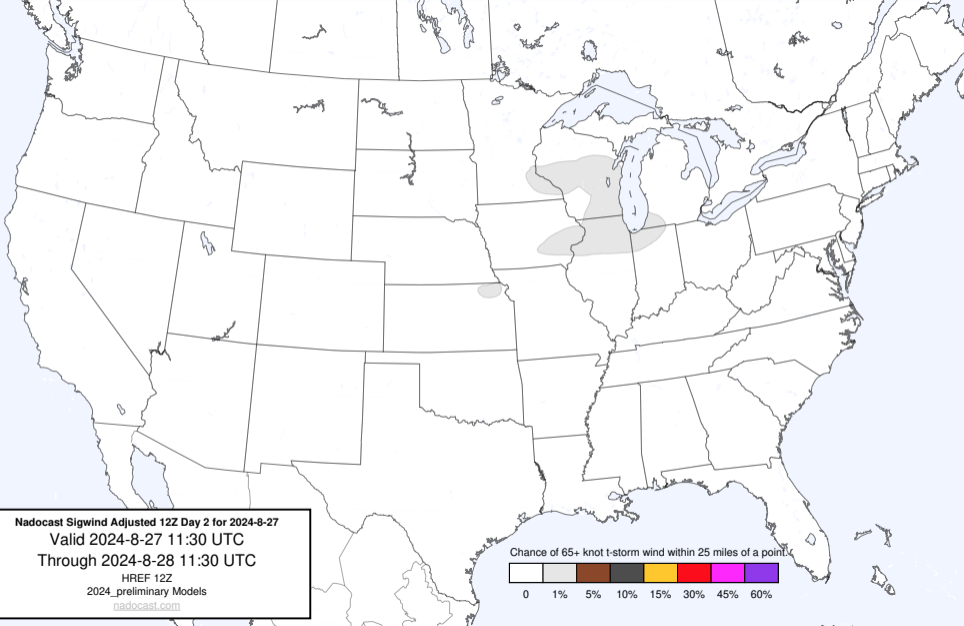 Nadocast Sigwind Adjusted 12Z Day 2 for 2024-8-27
Valid 2024-8-27 11:30 UTC
Through 2024-8-28 11:30 UTC
HREF 12Z
2024_preliminary Models
nadocast.com
Chance of 65+ knot t-storm wind within 25 miles of a point.
0 1% 5% 10% 15% 30% 45% 60%